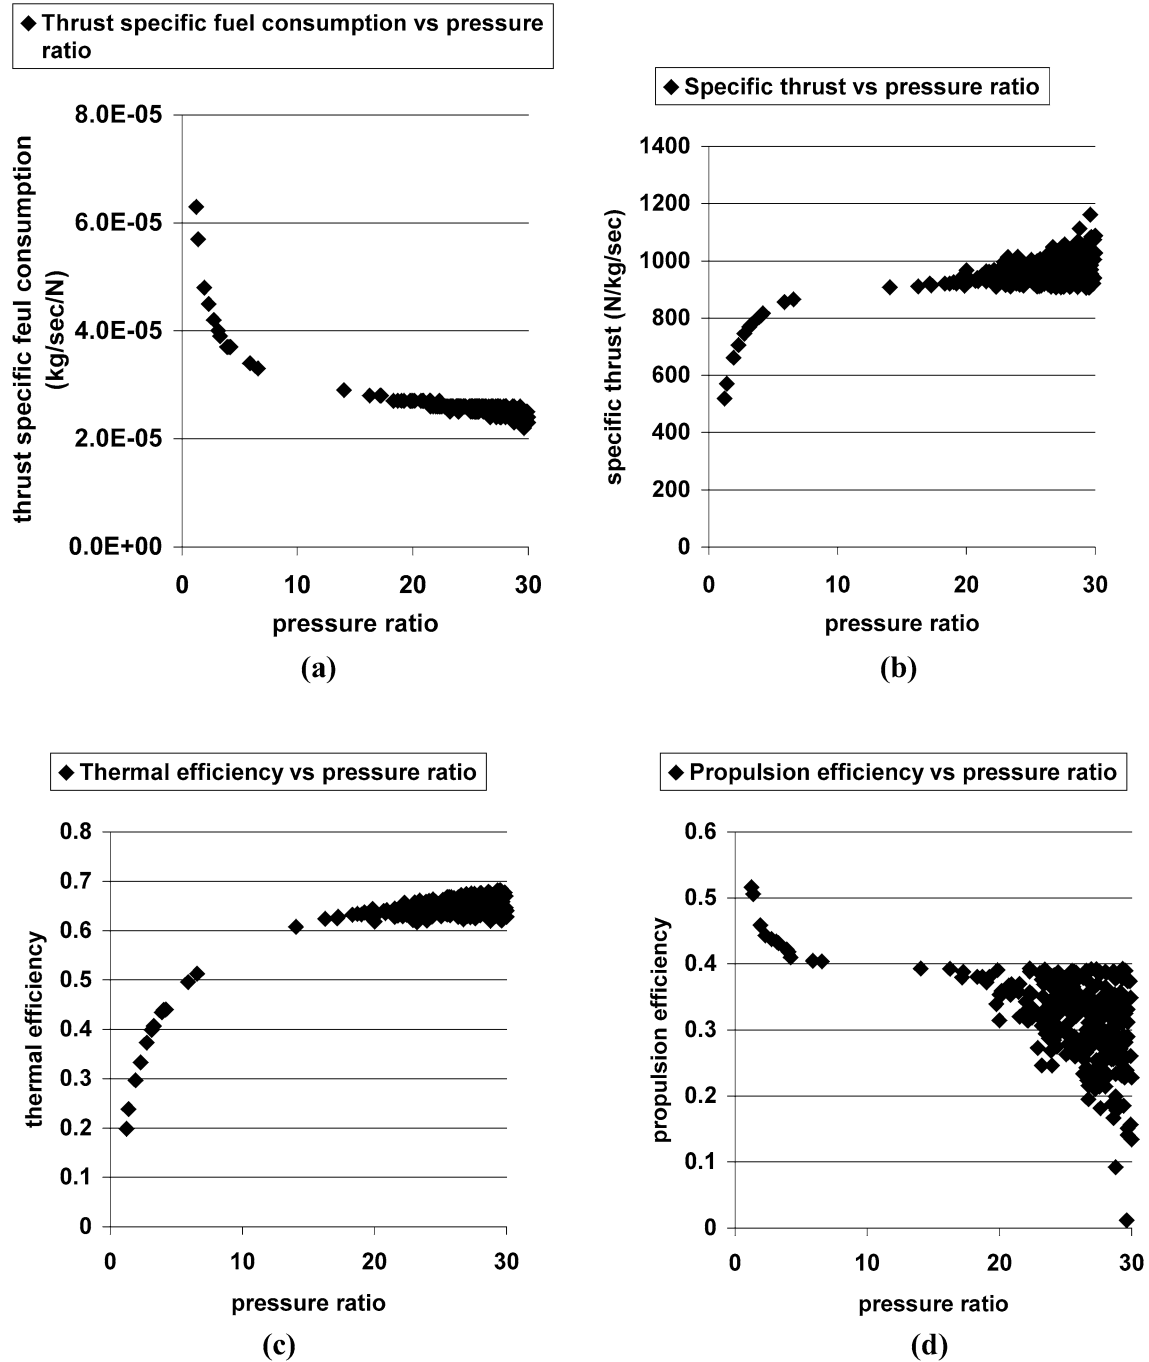 Thrust specific fuel consumption vs pressure
ratio
8.0E-05
6.0E-05
4.0E-05
2.0E-05
0.0E+00
thrust specific feul consumption
(kg/sec/N)
0 10 20 30
pressure ratio
(a)
Specific thrust vs pressure ratio
1400
1200
1000
800
600
400
200
0
specific thrust (N/kg/sec)
0 10 20 30
pressure ratio
(b)
Thermal efficiency vs pressure ratio
0.8
0.7
0.6
0.5
0.4
0.3
0.2
0.1
0
thermal efficiency
0 10 20 30
pressure ratio
(c)
Propulsion efficiency vs pressure ratio
0.6
0.5
0.4
0.3
0.2
0.1
0
propulsion efficiency
0 10 20 30
pressure ratio
(d)